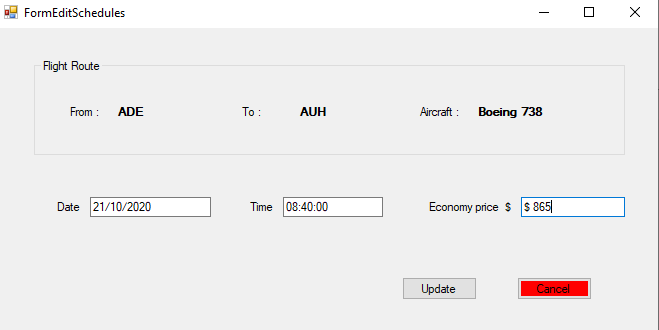 FormEditSchedules
Flight Route
From : ADE To : AUH Aircraft : Boeing 738
Date 21/10/2020 Time 08:40:00 Economy price $ $ 865
Update Cancel